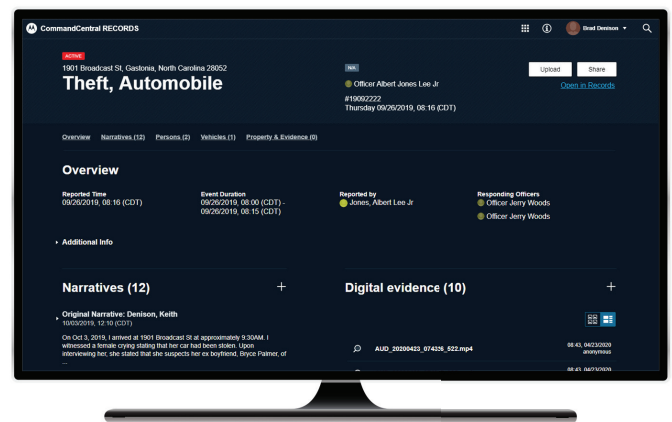 CommandCentral RECORDS
Brad Denison
ACTIVE
1901 Broadcast St, Gastonia, North Carolina 28052
Theft, Automobile
N/A
Officer Albert Jones Lee Jr
#19092222
Thursday 09/26/2019, 08:16 (CDT)
Upload
Share
Open in Records
Overview
Narratives (12)
Persons (2)
Vehicles (1)
Property & Evidence (0)
Overview
Reported Time
09/26/2019, 08:16 (CDT)
Event Duration
09/26/2019, 08:00 (CDT) -
09/26/2019, 08:15 (CDT)
Reported by
Jones, Albert Lee Jr
Responding Officers
Officer Jerry Woods
Officer Jerry Woods
Additional Info
Narratives (12)
+
Original Narrative: Denison, Keith
10/03/2019, 12:10 (CDT)
On Oct 3, 2019, I arrived at 1901 Broadcast St at approximately 9:30AM. I
witnessed a female crying stating that her car had been stolen. Upon
interviewing her, she stated that she suspects her ex boyfriend, Bryce Palmer, of
...
Digital evidence (10)
+
AUD_20200423_074326_522.mp4
08:43, 04/23/2020
anonymous
08:43, 04/23/2020